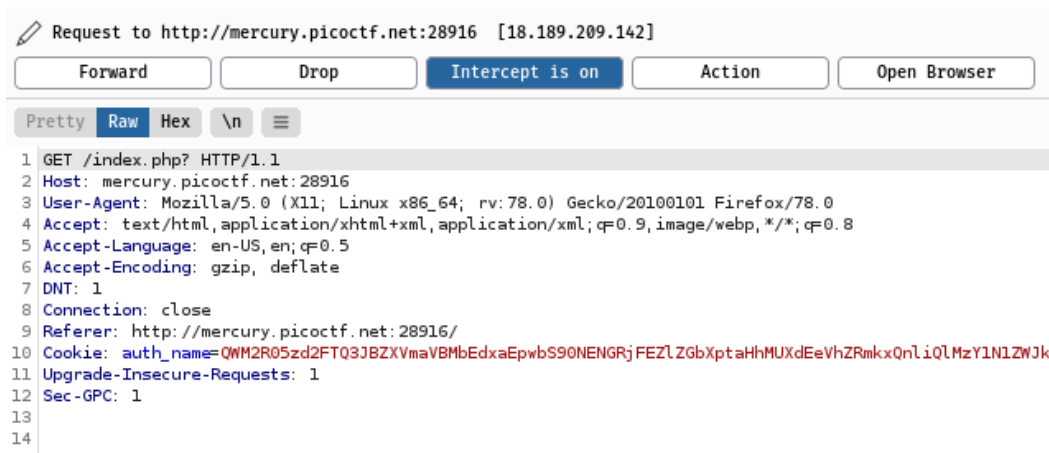 Request to http://mercury.picoctf.net:28916 [18.189.209.142]
Forward Drop Intercept is on Action Open Browser
Pretty Raw Hex \n ≡
1 GET /index.php? HTTP/1.1
2 Host: mercury.picoctf.net:28916
3 User-Agent: Mozilla/5.0 (X11; Linux x86_64; rv:78.0) Gecko/20100101 Firefox/78.0
4 Accept: text/html,application/xhtml+xml,application/xml;q=0.9,image/webp,*/*;q=0.8
5 Accept-Language: en-US,en;q=0.5
6 Accept-Encoding: gzip, deflate
7 DNT: 1
8 Connection: close
9 Referer: http://mercury.picoctf.net:28916/
10 Cookie: auth_name=QWM2R05zd2FTQ3JBZXVmaVBMbEdxaEpwbS90NENGRjFEZlZGbXptaHhMUXdEeVhZRmkxQnliQlMzY1N1ZWJk
11 Upgrade-Insecure-Requests: 1
12 Sec-GPC: 1
13
14